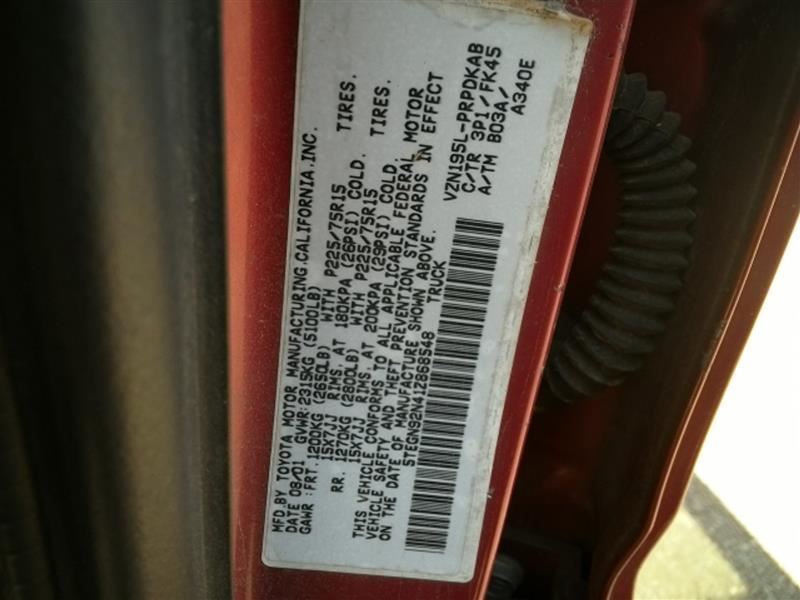 MFD.BY TOYOTA MOTOR MANUFACTURING,CALIFORNIA,INC.
DATE 08/01 GVWR:2315KG (5100LB)
GAWR :FRT.1200KG (2650LB) WITH P225/75R15 TIRES.
15X7JJ RIMS, AT 180KPA (26PSI) COLD.
RR. 1270KG (2800LB) WITH P225/75R15 TIRES.
15X7JJ RIMS, AT 200KPA (29PSI) COLD.
THIS VEHICLE CONFORMS TO ALL APPLICABLE FEDERAL MOTOR
VEHICLE SAFETY AND THEFT PREVENTION STANDARDS IN EFFECT
ON THE DATE OF MANUFACTURE SHOWN ABOVE.
5TEGN92N41Z868548 TRUCK
VZN195L-PRPDKAB
C/TR 3P1/FK45
A/TM B03A/
A340E